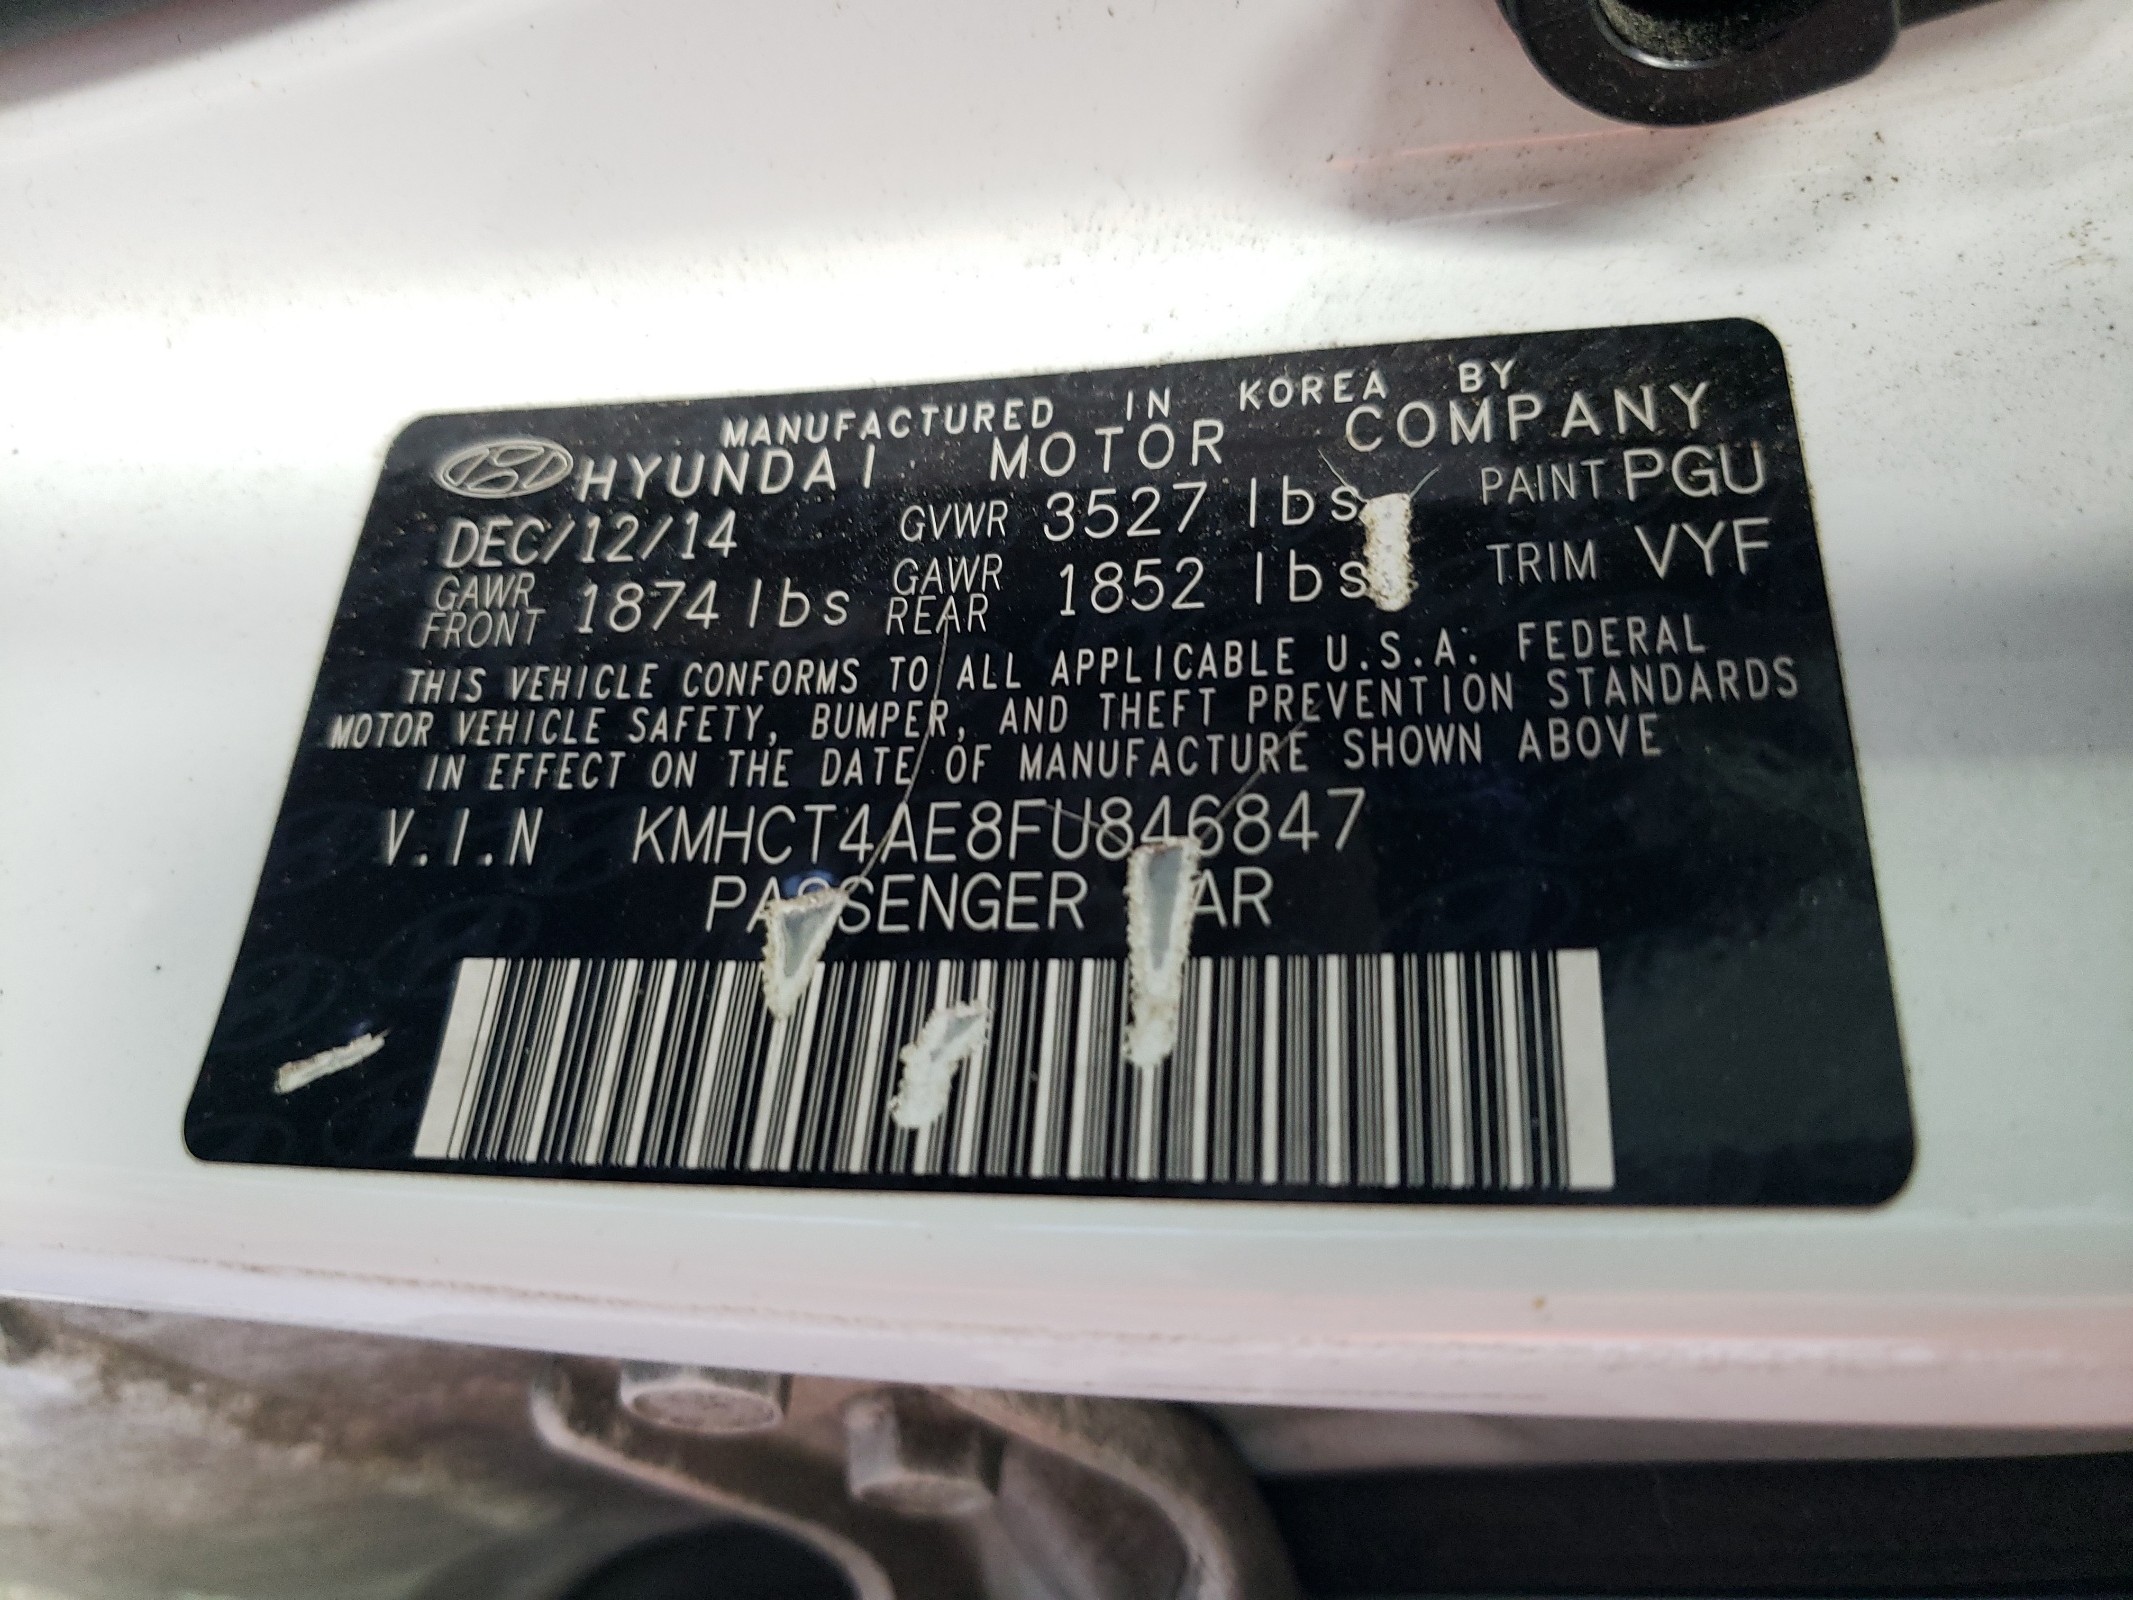 MANUFACTURED IN KOREA BY
HYUNDAI MOTOR COMPANY
DEC/12/14 GVWR 3527 lbs PAINT PGU
GAWR FRONT 1874 lbs GAWR REAR 1852 lbs TRIM VYF
THIS VEHICLE CONFORMS TO ALL APPLICABLE U.S.A. FEDERAL
MOTOR VEHICLE SAFETY, BUMPER, AND THEFT PREVENTION STANDARDS
IN EFFECT ON THE DATE OF MANUFACTURE SHOWN ABOVE
V.I.N KMHCT4AE8FU846847
PASSENGER CAR